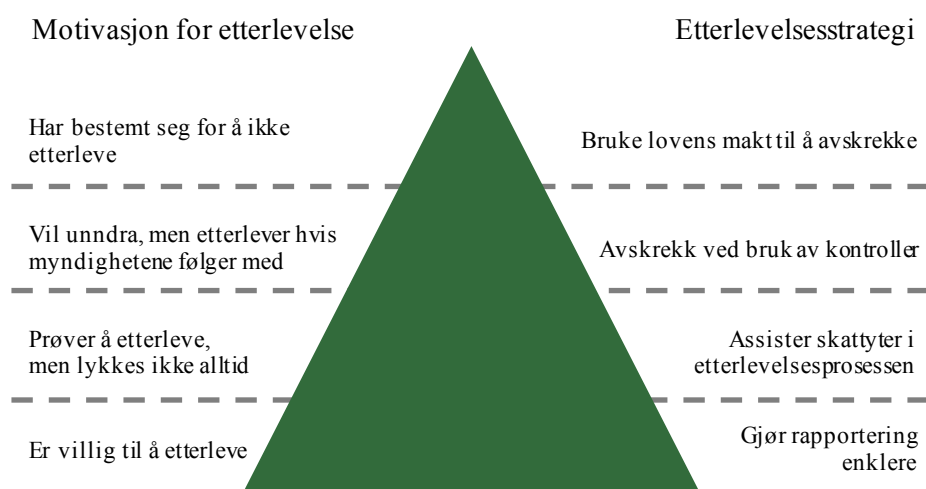 Motivasjon for etterlevelse
Etterlevelsesstrategi
Har bestemt seg for å ikke
etterleve
Bruke lovens makt til å avskrekke
Vil unndra, men etterlever hvis
myndighetene følger med
Avskrekk ved bruk av kontroller
Prøver å etterleve,
men lykkes ikke alltid
Assister skattyter i
etterlevelsesprosessen
Er villig til å etterleve
Gjør rapportering
enklere